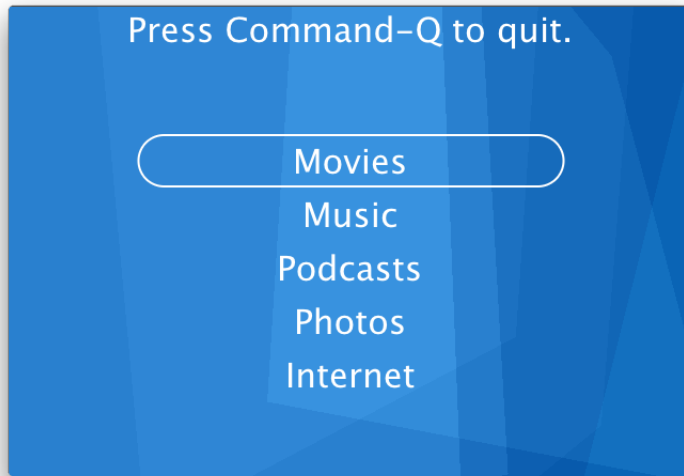 Press Command-Q to quit.
Movies
Music
Podcasts
Photos
Internet